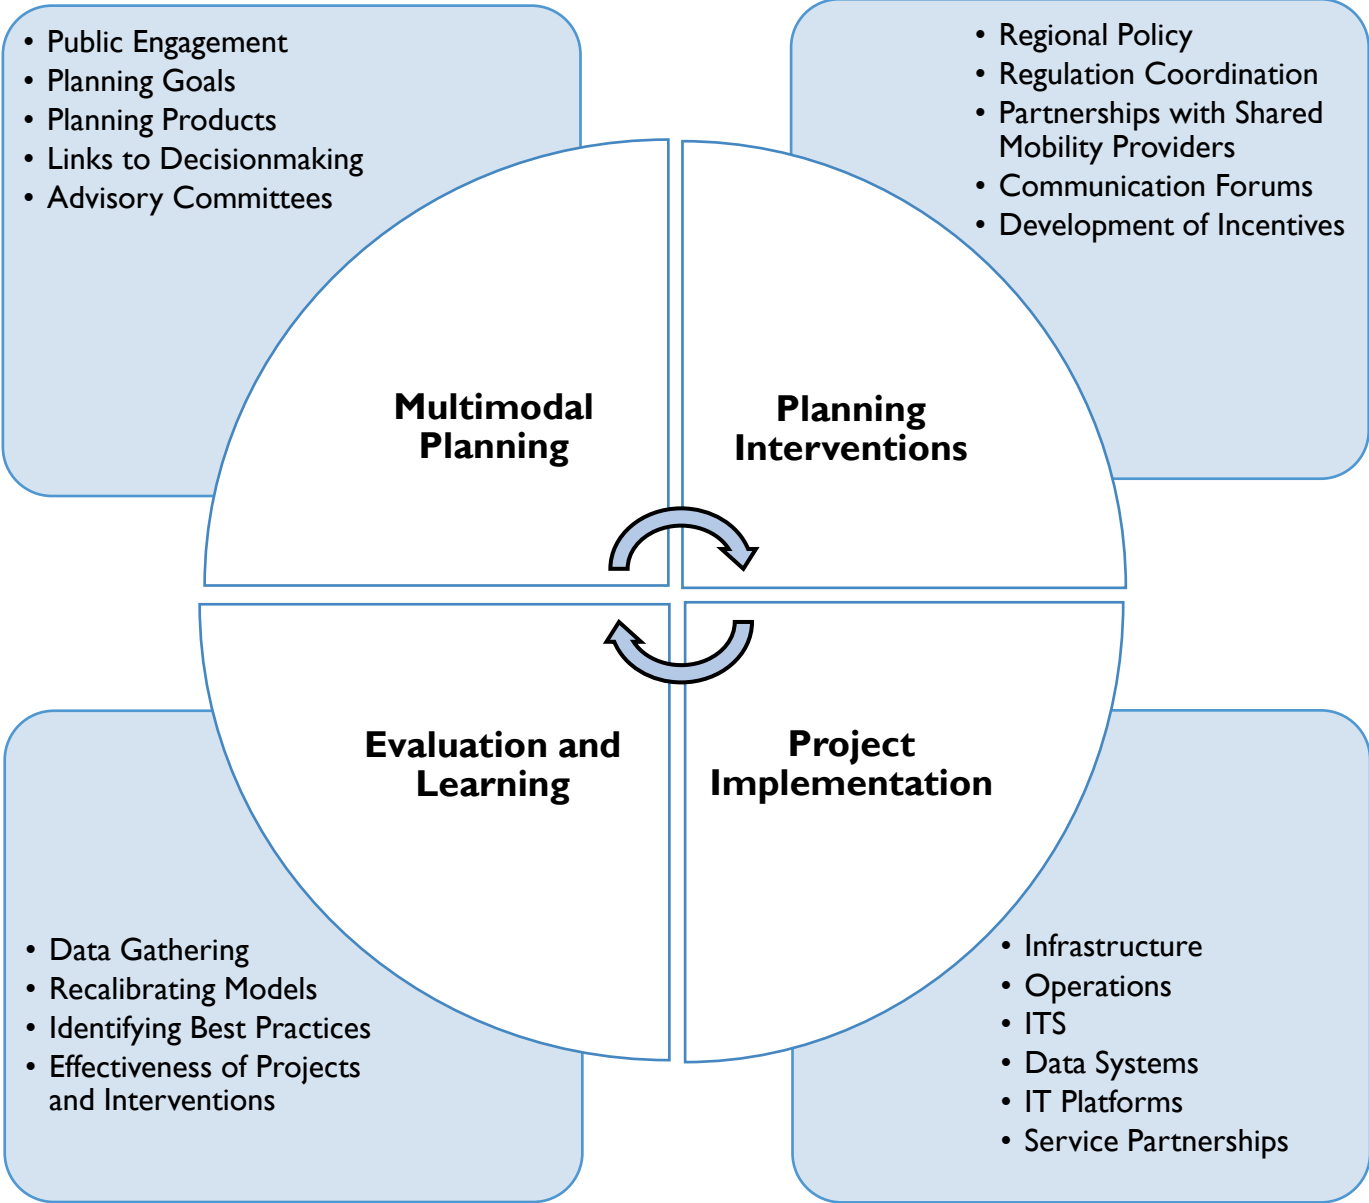 • Public Engagement
• Planning Goals
• Planning Products
• Links to Decisionmaking
• Advisory Committees
• Regional Policy
• Regulation Coordination
• Partnerships with Shared
Mobility Providers
• Communication Forums
• Development of Incentives
Multimodal
Planning
Planning
Interventions
Evaluation and
Learning
Project
Implementation
• Data Gathering
• Recalibrating Models
• Identifying Best Practices
• Effectiveness of Projects
and Interventions
• Infrastructure
• Operations
• ITS
• Data Systems
• IT Platforms
• Service Partnerships